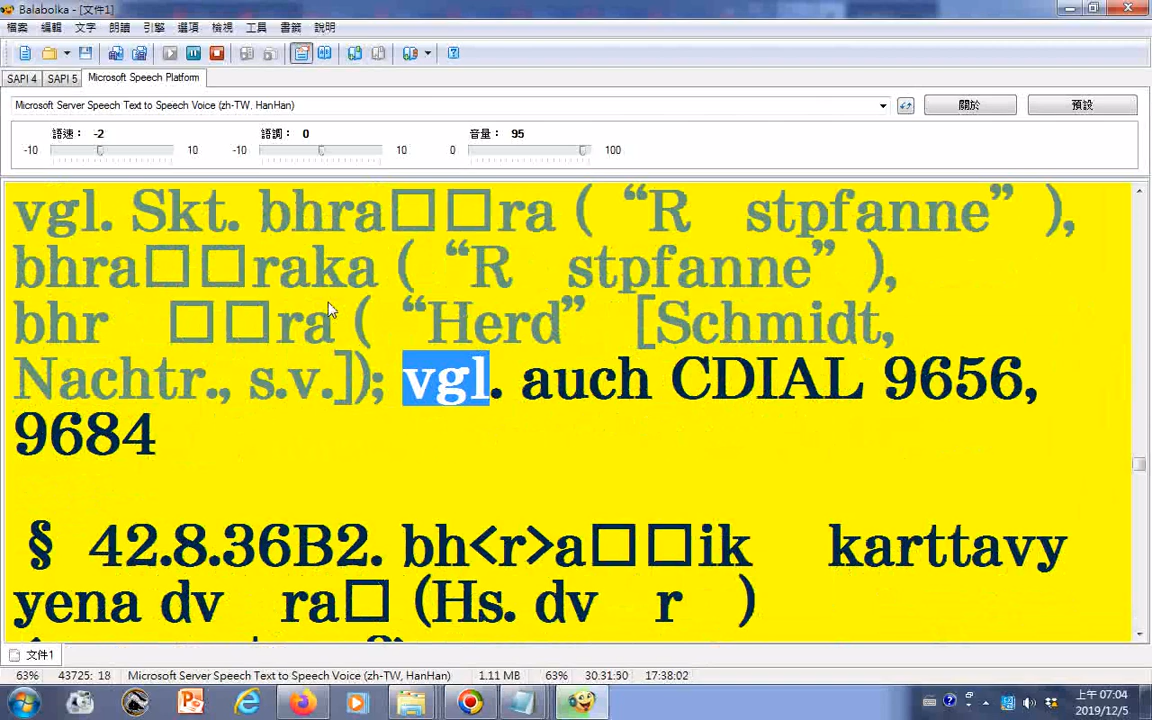 Balabolka - [文件1]
檔案 編輯 文字 朗讀 引擎 選項 檢視 工具 書籤 說明
SAPI 4 SAPI 5 Microsoft Speech Platform
Microsoft Server Speech Text to Speech Voice (zh-TW, HanHan) 關於 預設
語速： -2 語調： 0 音量： 95
-10 10 -10 10 0 100
vgl. Skt. bhra□□ra ( “R stpfanne” ),
bhra□□raka ( “R stpfanne” ),
bhr □□ra ( “Herd” [Schmidt,
Nachtr., s.v.]); vgl. auch CDIAL 9656,
9684
§ 42.8.36B2. bh<r>a□□ik karttavy
yena dv ra□ (Hs. dv r )
文件1
63% 43725: 18 Microsoft Server Speech Text to Speech Voice (zh-TW, HanHan) 1.11 MB 63% 30:31:50 17:38:02
上午 07:04
2019/12/5